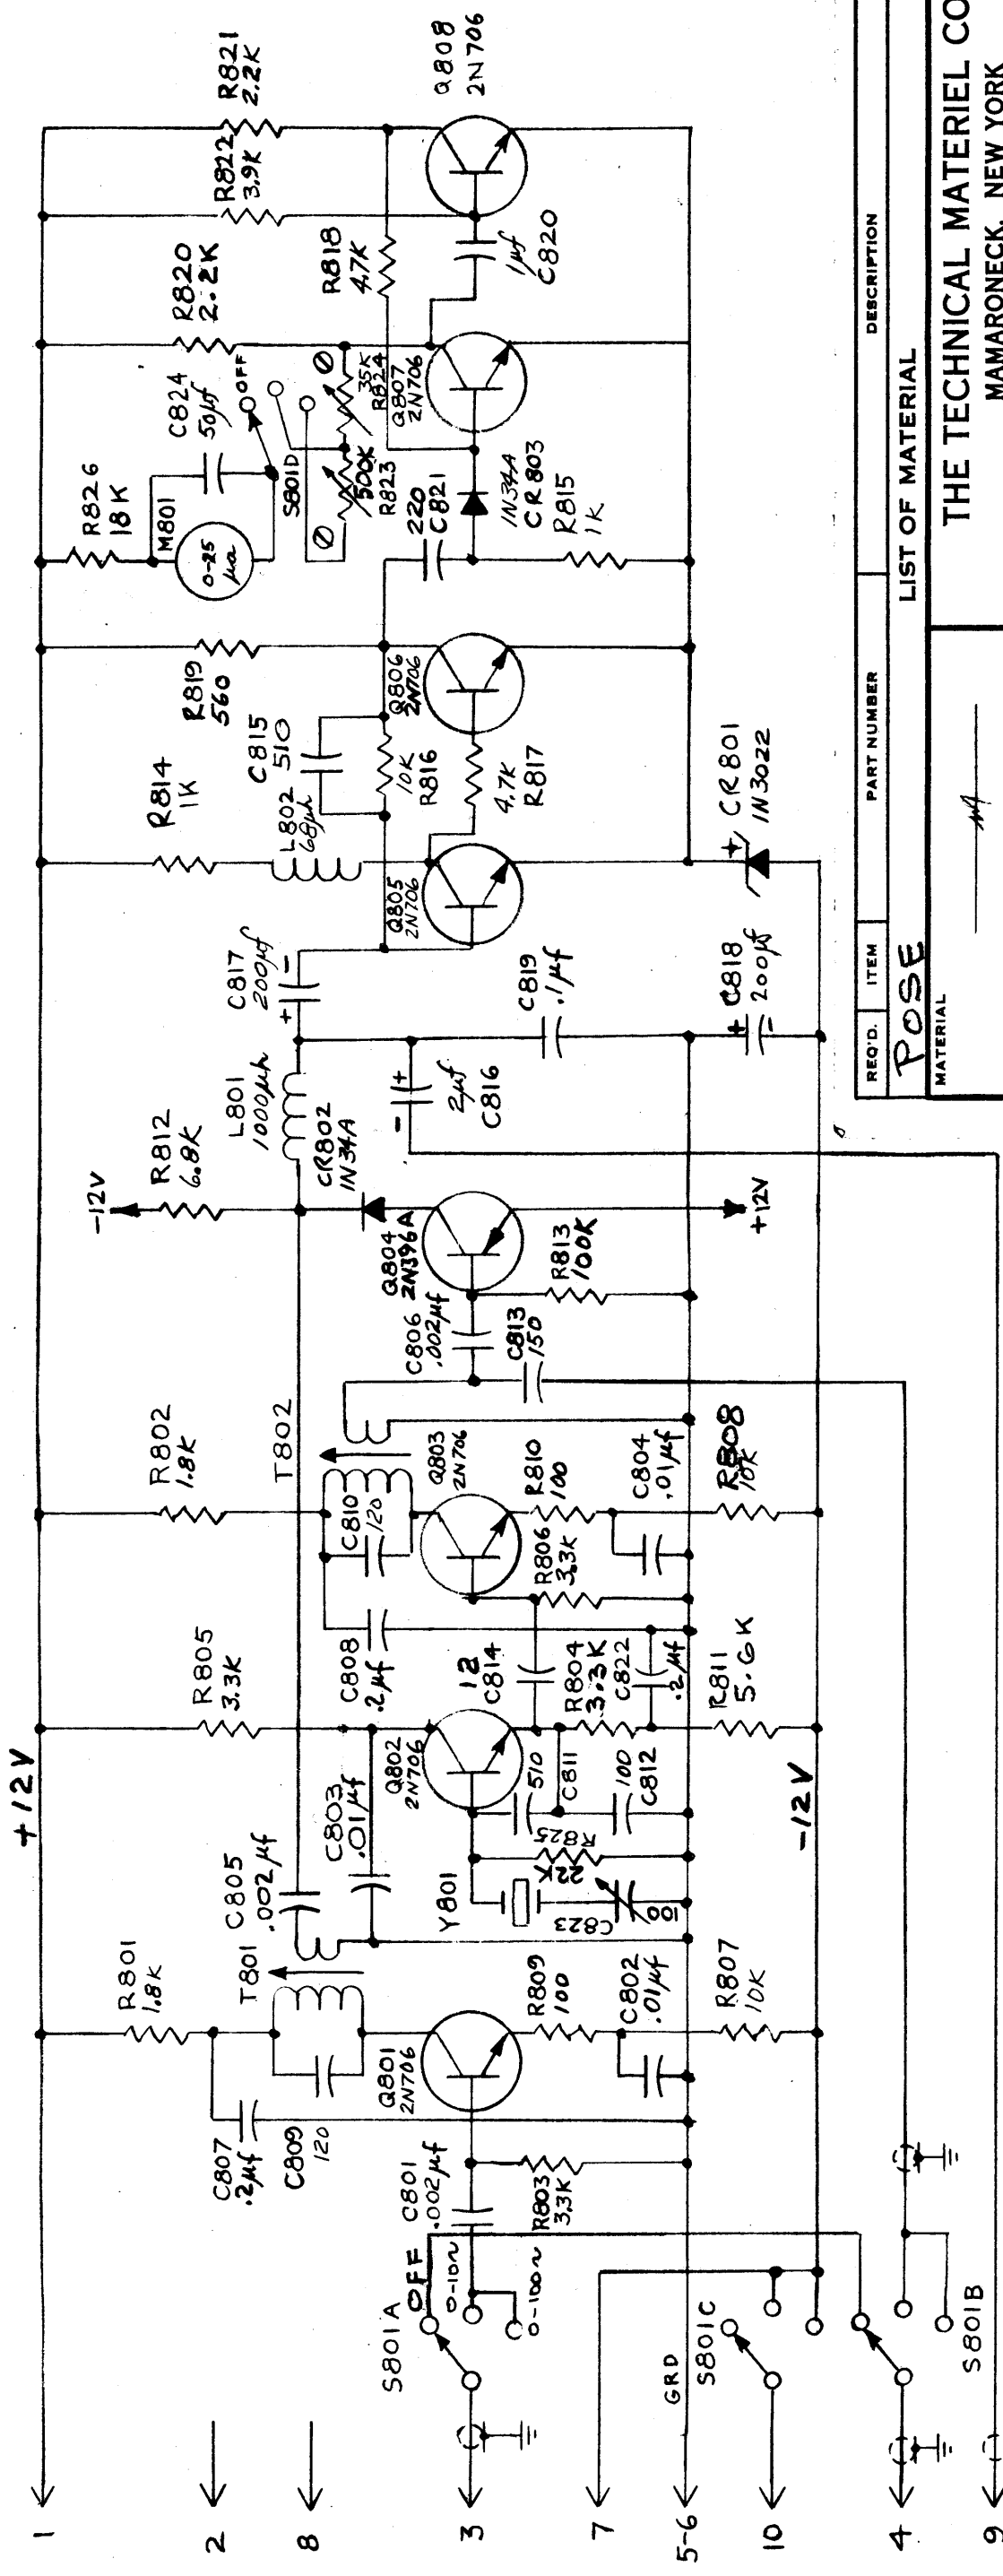 +12V
-12V
-12V
+12V
1
2
8
3
7
5-6
10
4
9
GRD
S801A
OFF
0-10~
0-100~
S801C
S801B
C801
.002µf
R803
3.3K
C807
.2µf
C809
120
R801
1.8K
T801
Q801
2N706
R809
100
C802
.01µf
R807
10K
C805
.002µf
C803
.01µf
Y801
C823
100
R825
22K
R805
3.3K
Q802
2N706
510
C811
100
C812
12
C814
R804
3.3K
C822
.2µf
R811
5.6K
C808
.2µf
R802
1.8K
T802
C810
120
Q803
2N706
R806
3.3K
R810
100
C804
.01µf
R808
10K
C806
.002µf
C813
150
Q804
2N396A
R813
100K
R812
6.8K
CR802
1N34A
L801
1000µh
C816
2µf
C817
200µf
C819
.1µf
C818
200µf
R814
1K
L802
68µh
Q805
2N706
C815
510
10K
R816
4.7K
R817
CR801
1N3022
R819
560
Q806
2N706
R826
18K
M801
0-25
µa
C824
50µf
OFF
S801D
500K
R823
35K
R824
220
C821
1N34A
CR803
R815
1K
R820
2.2K
Q807
2N706
R818
47K
1µf
C820
R822
3.9K
R821
2.2K
Q808
2N706
REQ'D.
ITEM
PART NUMBER
DESCRIPTION
LIST OF MATERIAL
POSE
MATERIAL
THE TECHNICAL MATERIEL CO
MAMARONECK, NEW YORK